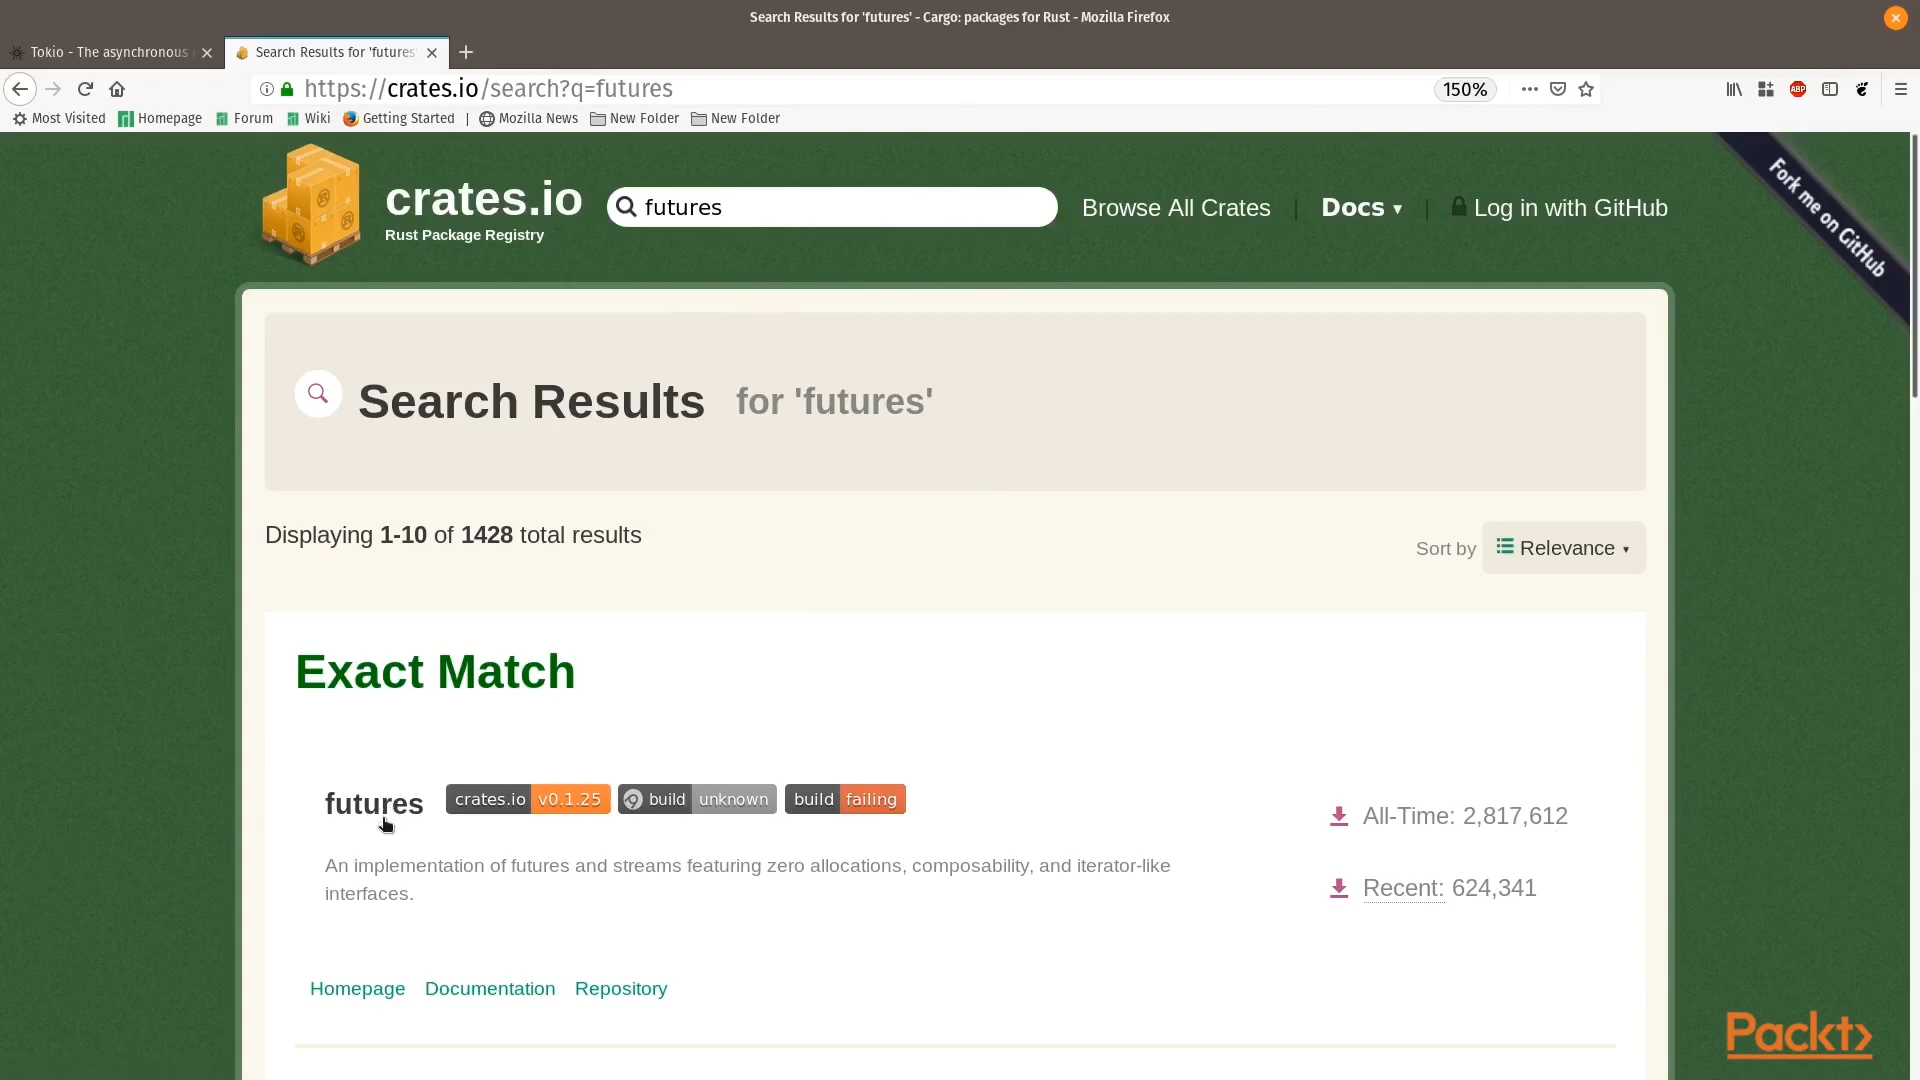 Search Results for 'futures' - Cargo: packages for Rust - Mozilla Firefox
Tokio - The asynchronous
Search Results for 'futures'
https://crates.io/search?q=futures
150%
ABP
Most Visited
Homepage
Forum
Wiki
Getting Started
Mozilla News
New Folder
New Folder
crates.io
Rust Package Registry
futures
Browse All Crates
Docs
Log in with GitHub
Fork me on GitHub
Search Results for 'futures'
Displaying 1-10 of 1428 total results
Sort by
Relevance
Exact Match
futures
crates.io v0.1.25
build unknown
build failing
All-Time: 2,817,612
An implementation of futures and streams featuring zero allocations, composability, and iterator-like
interfaces.
Recent: 624,341
Homepage
Documentation
Repository
Packt>